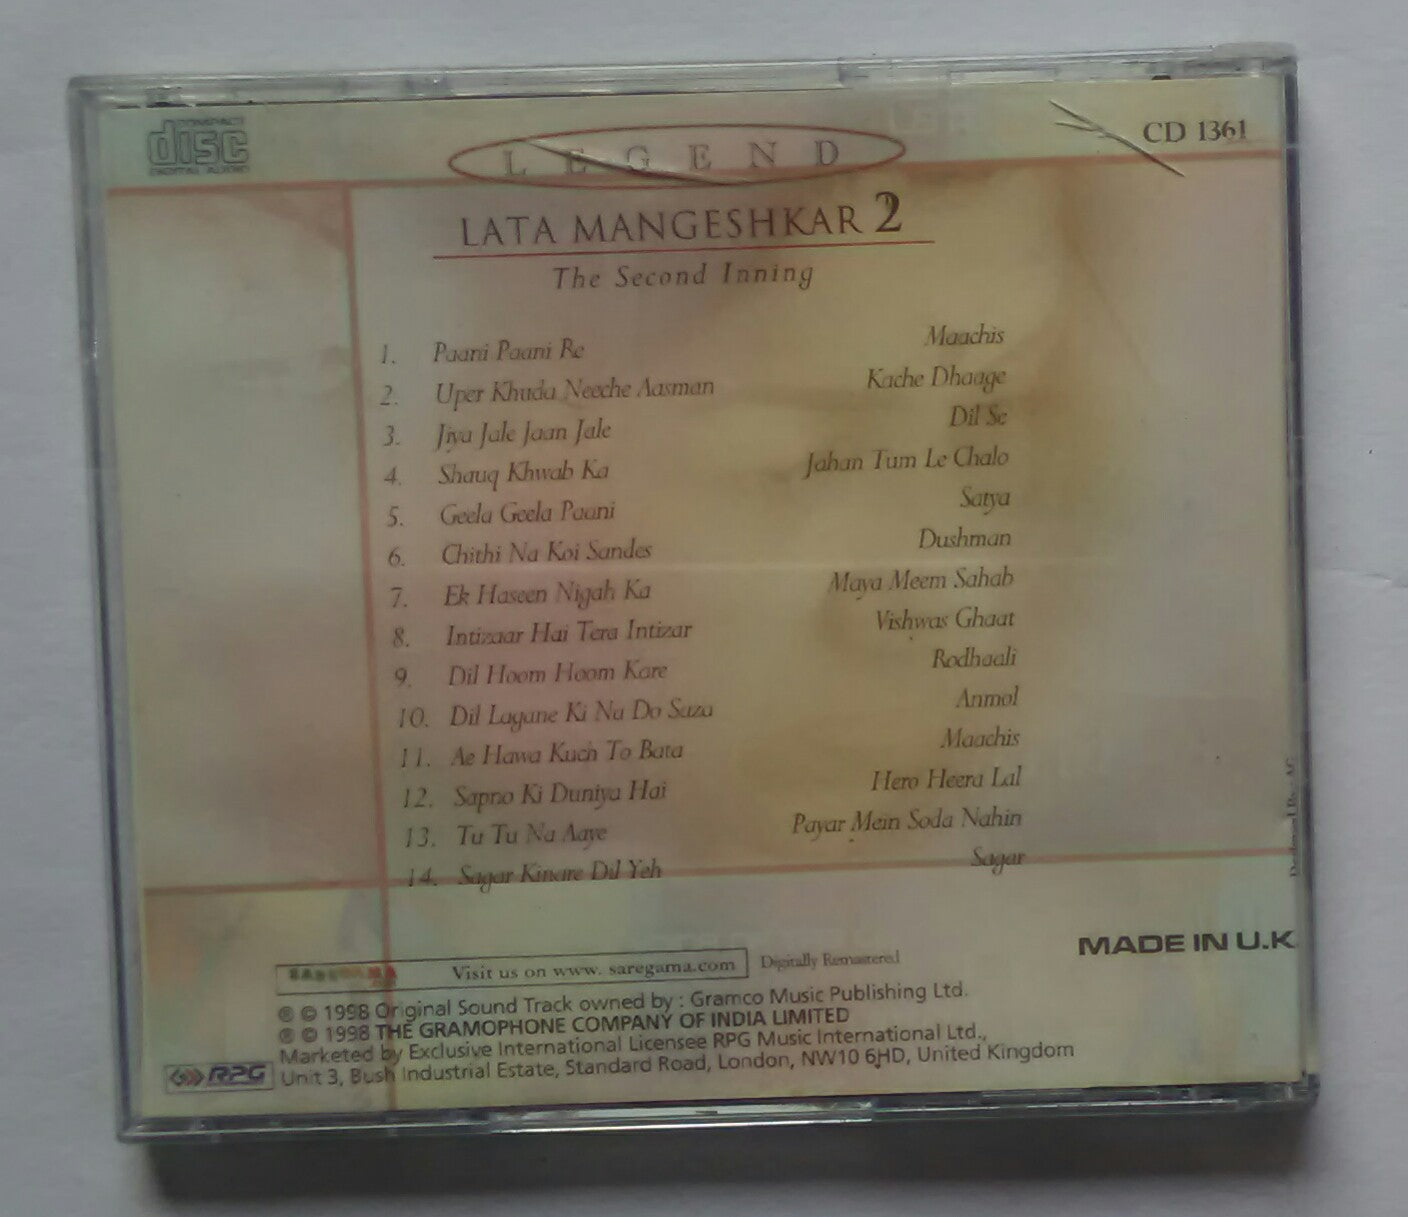 COMPACT
disc
DIGITAL AUDIO
LEGEND
CD 1361
LATA MANGESHKAR 2
The Second Inning
1. Paani Paani Re Maachis
2. Uper Khuda Neeche Aasman Kache Dhaage
3. Jiya Jale Jaan Jale Dil Se
4. Shauq Khwab Ka Jahan Tum Le Chalo
5. Geela Geela Paani Satya
6. Chithi Na Koi Sandes Dushman
7. Ek Haseen Nigah Ka Maya Meem Sahab
8. Intizaar Hai Tera Intizar Vishwas Ghaat
9. Dil Hoom Hoom Kare Rodhaali
10. Dil Lagane Ki Na Do Saza Anmol
11. Ae Hawa Kuch To Bata Maachis
12. Sapno Ki Duniya Hai Hero Heera Lal
13. Tu Tu Na Aaye Payar Mein Soda Nahin
14. Sagar Kinare Dil Yeh Sagar
MADE IN U.K
SAREGAMA Visit us on www. saregama.com Digitally Remastered
℗ © 1998 Original Sound Track owned by : Gramco Music Publishing Ltd.
℗ © 1998 THE GRAMOPHONE COMPANY OF INDIA LIMITED
Marketed by Exclusive International Licensee RPG Music International Ltd.,
RPG Unit 3, Bush Industrial Estate, Standard Road, London, NW10 6HD, United Kingdom